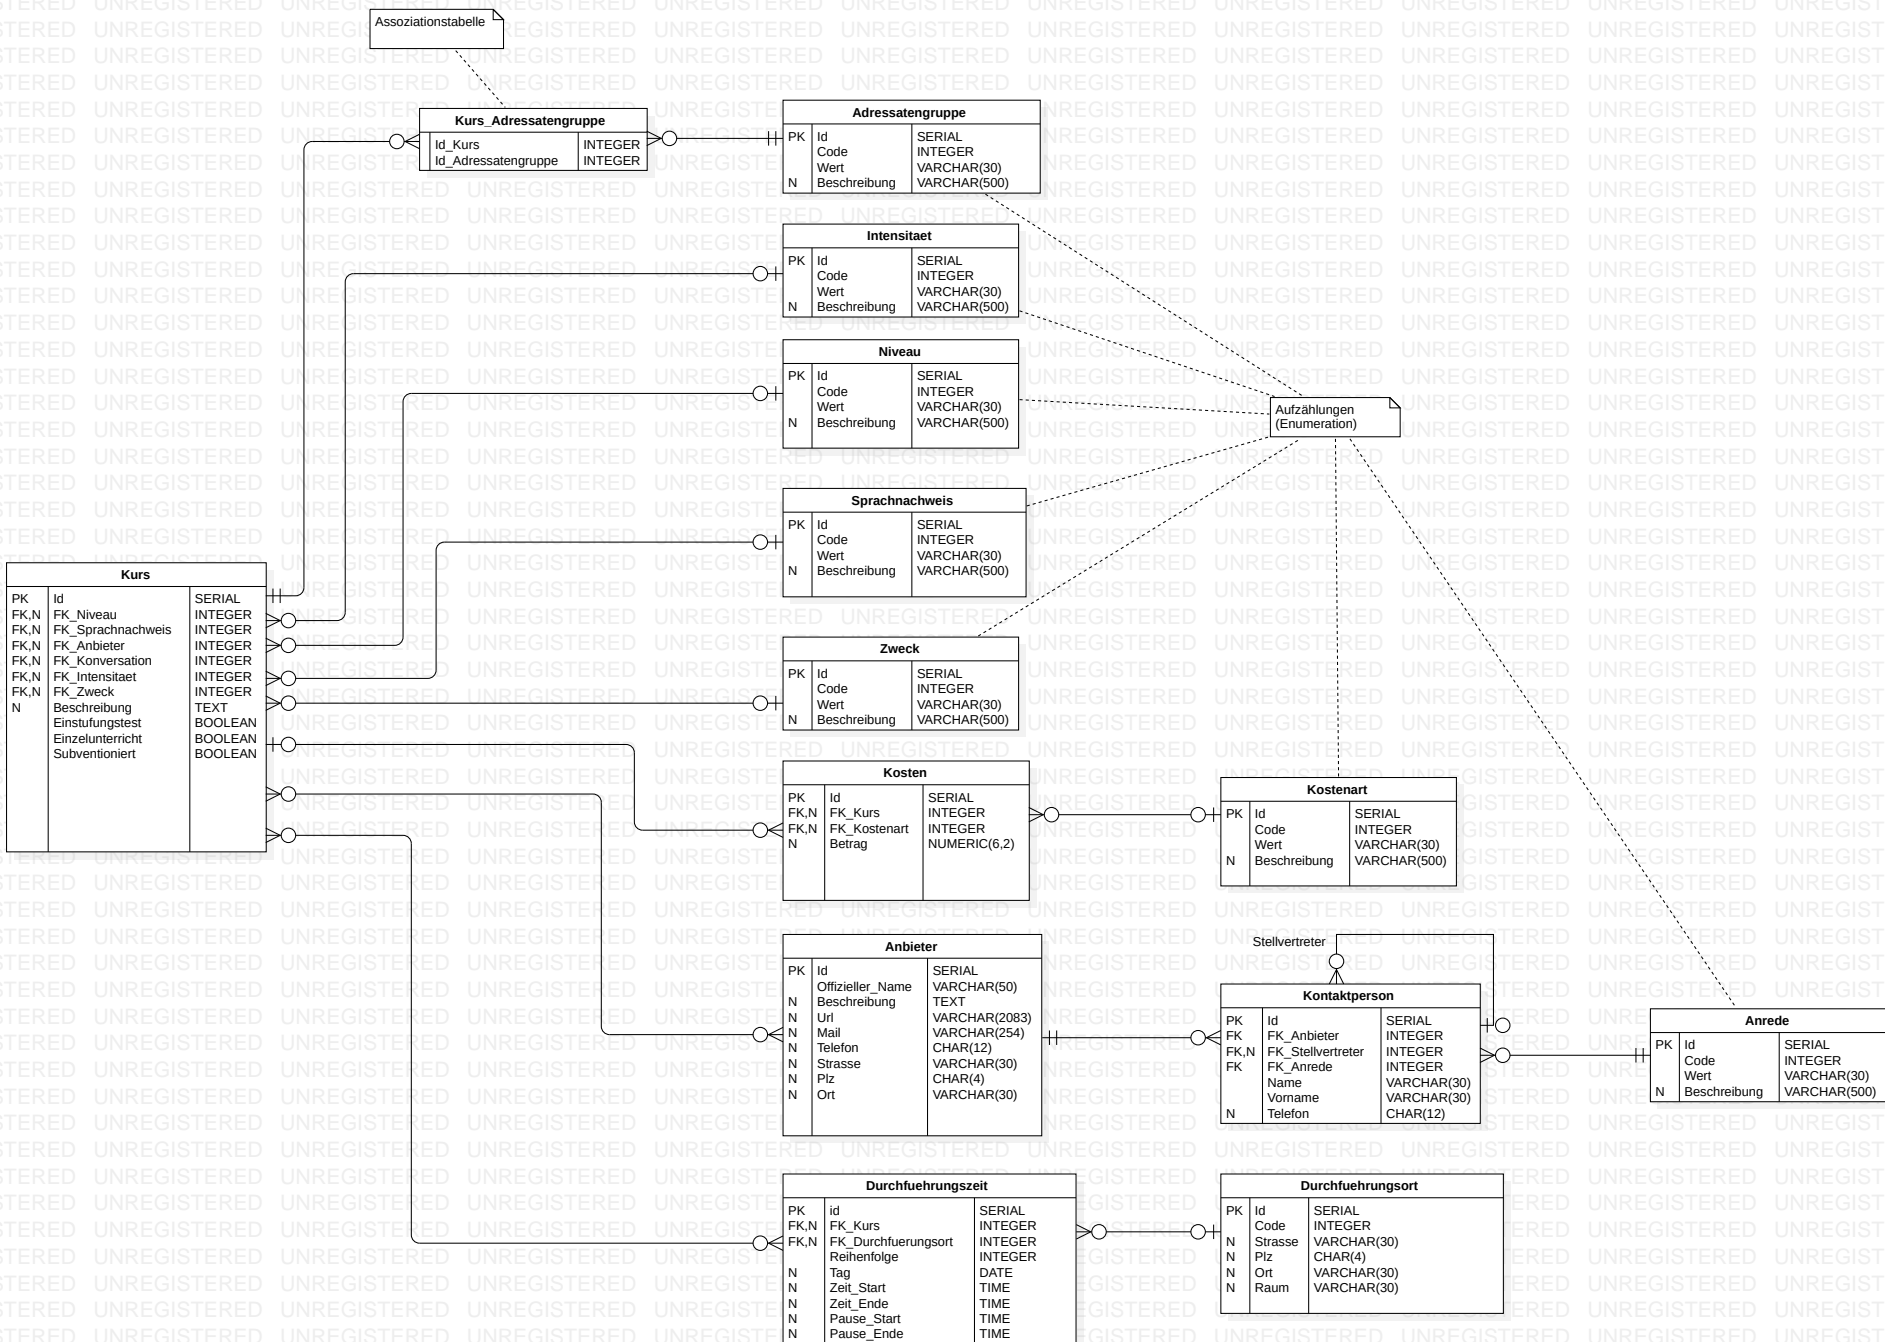 Assoziationstabelle
Kurs_Adressatengruppe
Id_Kurs INTEGER
Id_Adressatengruppe INTEGER
Adressatengruppe
PK Id SERIAL
Code INTEGER
Wert VARCHAR(30)
N Beschreibung VARCHAR(500)
Intensitaet
PK Id SERIAL
Code INTEGER
Wert VARCHAR(30)
N Beschreibung VARCHAR(500)
Niveau
PK Id SERIAL
Code INTEGER
Wert VARCHAR(30)
N Beschreibung VARCHAR(500)
Aufzählungen
(Enumeration)
Sprachnachweis
PK Id SERIAL
Code INTEGER
Wert VARCHAR(30)
N Beschreibung VARCHAR(500)
Kurs
PK Id SERIAL
FK,N FK_Niveau INTEGER
FK,N FK_Sprachnachweis INTEGER
FK,N FK_Anbieter INTEGER
FK,N FK_Konversation INTEGER
FK,N FK_Intensitaet INTEGER
FK,N FK_Zweck INTEGER
N Beschreibung TEXT
Einstufungstest BOOLEAN
Einzelunterricht BOOLEAN
Subventioniert BOOLEAN
Zweck
PK Id SERIAL
Code INTEGER
Wert VARCHAR(30)
N Beschreibung VARCHAR(500)
Kosten
PK Id SERIAL
FK,N FK_Kurs INTEGER
FK,N FK_Kostenart INTEGER
N Betrag NUMERIC(6,2)
Kostenart
PK Id SERIAL
Code INTEGER
Wert VARCHAR(30)
N Beschreibung VARCHAR(500)
Anbieter
PK Id SERIAL
Offizieller_Name VARCHAR(50)
N Beschreibung TEXT
N Url VARCHAR(2083)
N Mail VARCHAR(254)
N Telefon CHAR(12)
N Strasse VARCHAR(30)
N Plz CHAR(4)
N Ort VARCHAR(30)
Stellvertreter
Kontaktperson
PK Id SERIAL
FK FK_Anbieter INTEGER
FK,N FK_Stellvertreter INTEGER
FK FK_Anrede INTEGER
Name VARCHAR(30)
Vorname VARCHAR(30)
N Telefon CHAR(12)
Anrede
PK Id SERIAL
Code INTEGER
Wert VARCHAR(30)
N Beschreibung VARCHAR(500)
Durchfuehrungszeit
PK id SERIAL
FK,N FK_Kurs INTEGER
FK,N FK_Durchfuerungsort INTEGER
Reihenfolge INTEGER
N Tag DATE
N Zeit_Start TIME
N Zeit_Ende TIME
N Pause_Start TIME
N Pause_Ende TIME
Durchfuehrungsort
PK Id SERIAL
Code INTEGER
N Strasse VARCHAR(30)
N Plz CHAR(4)
N Ort VARCHAR(30)
N Raum VARCHAR(30)
UNREGISTERED